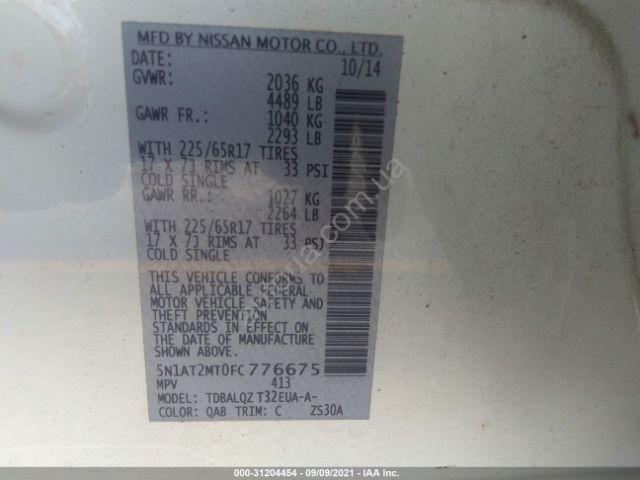 MFD BY NISSAN MOTOR CO., LTD.
DATE: 10/14
GVWR: 2036 KG
4489 LB
GAWR FR.: 1040 KG
2293 LB
WITH 225/65R17 TIRES
17 X 7J RIMS AT 33 PSI
COLD SINGLE
GAWR RR.: 1027 KG
2264 LB
WITH 225/65R17 TIRES
17 X 7J RIMS AT 33 PSI
COLD SINGLE
THIS VEHICLE CONFORMS TO
ALL APPLICABLE FEDERAL
MOTOR VEHICLE SAFETY AND
THEFT PREVENTION
STANDARDS IN EFFECT ON
THE DATE OF MANUFACTURE
SHOWN ABOVE.
5N1AT2MT0FC776675
MPV 413
MODEL: TDBALQZ T32EUA-A-
COLOR: QAB TRIM: C ZS30A
000-31204454 - 09/09/2021 - IAA Inc.